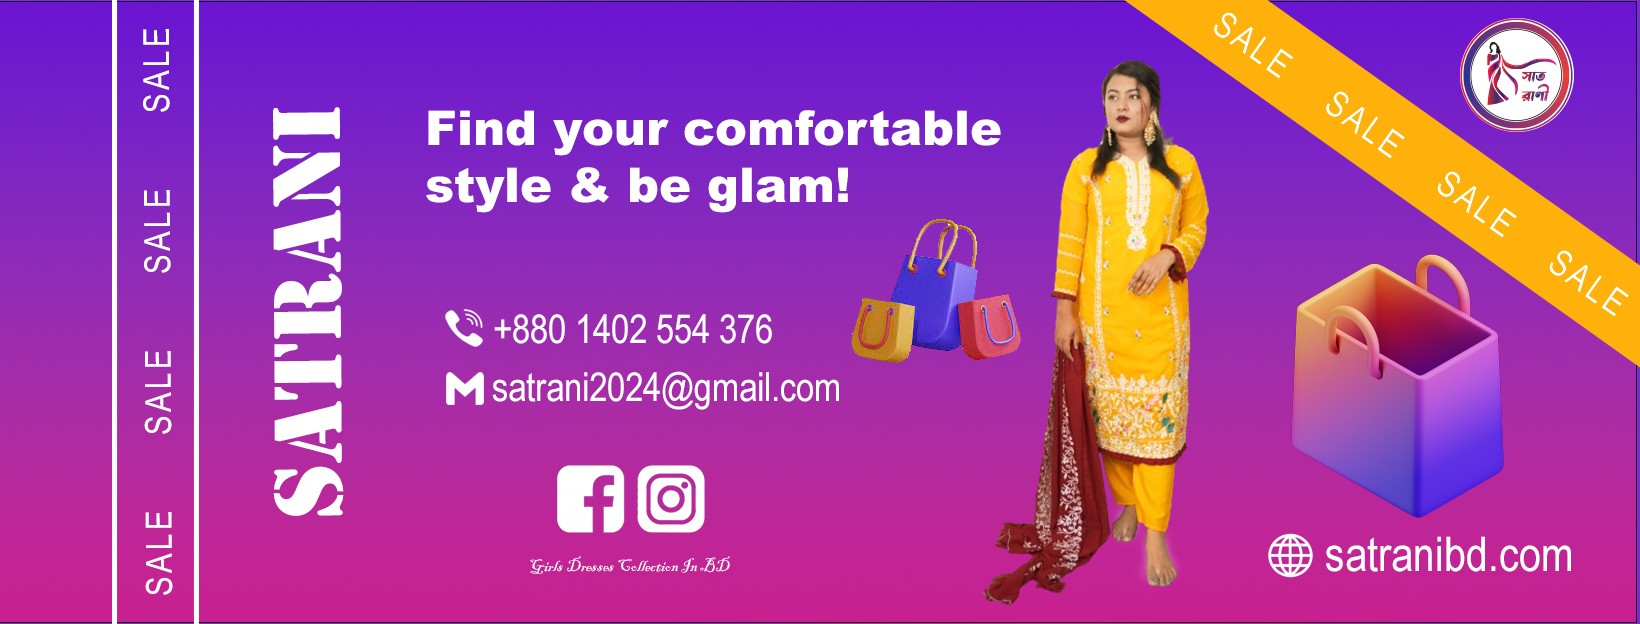 SALE
SALE
SALE
SALE
SATRANI
Find your comfortable
style & be glam!
+880 1402 554 376
satrani2024@gmail.com
Girls Dresses Collection In BD
SALE
SALE
SALE
SALE
সাত
রাণী
satranibd.com